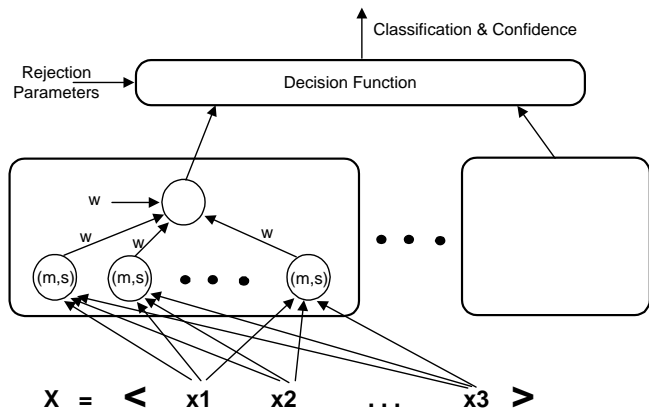 Classification & Confidence
Rejection
Parameters
Decision Function
w
w
w
w
(m,s)
(m,s)
• • •
(m,s)
• • •
X = < x1 x2 . . . x3 >